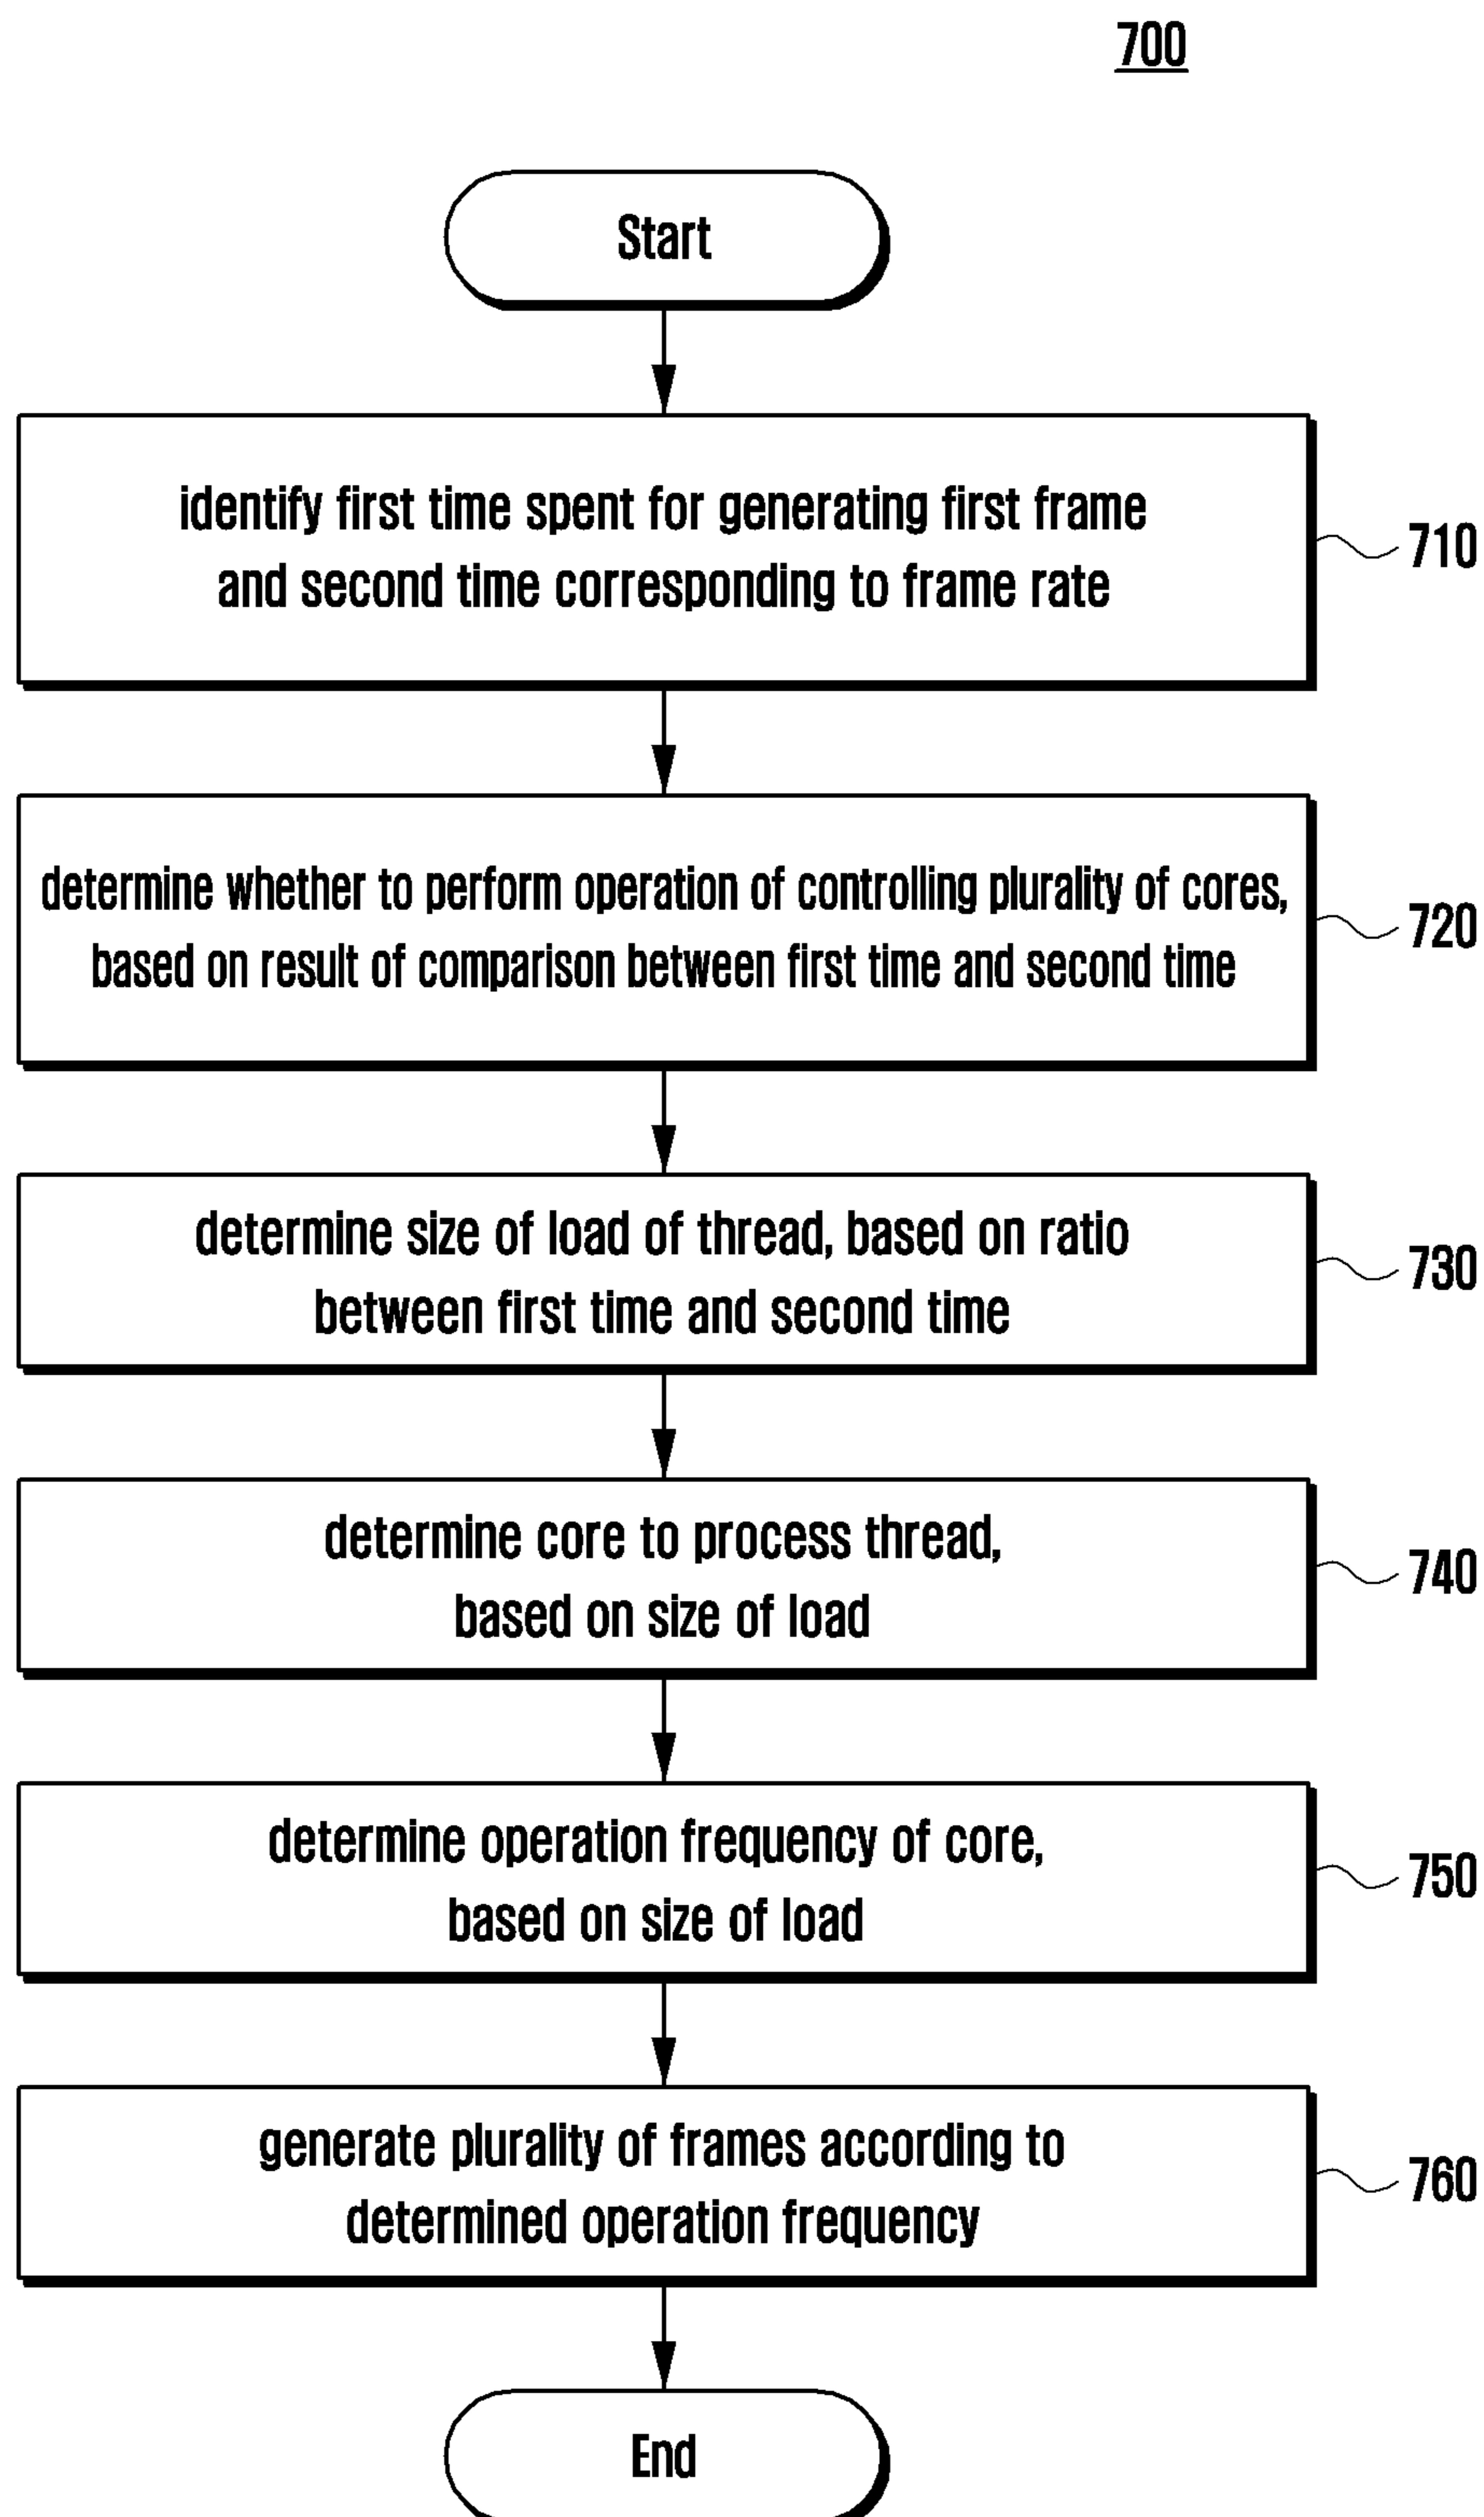 700
Start
identify first time spent for generating first frame
and second time corresponding to frame rate
710
determine whether to perform operation of controlling plurality of cores,
based on result of comparison between first time and second time
720
determine size of load of thread, based on ratio
between first time and second time
730
determine core to process thread,
based on size of load
740
determine operation frequency of core,
based on size of load
750
generate plurality of frames according to
determined operation frequency
760
End